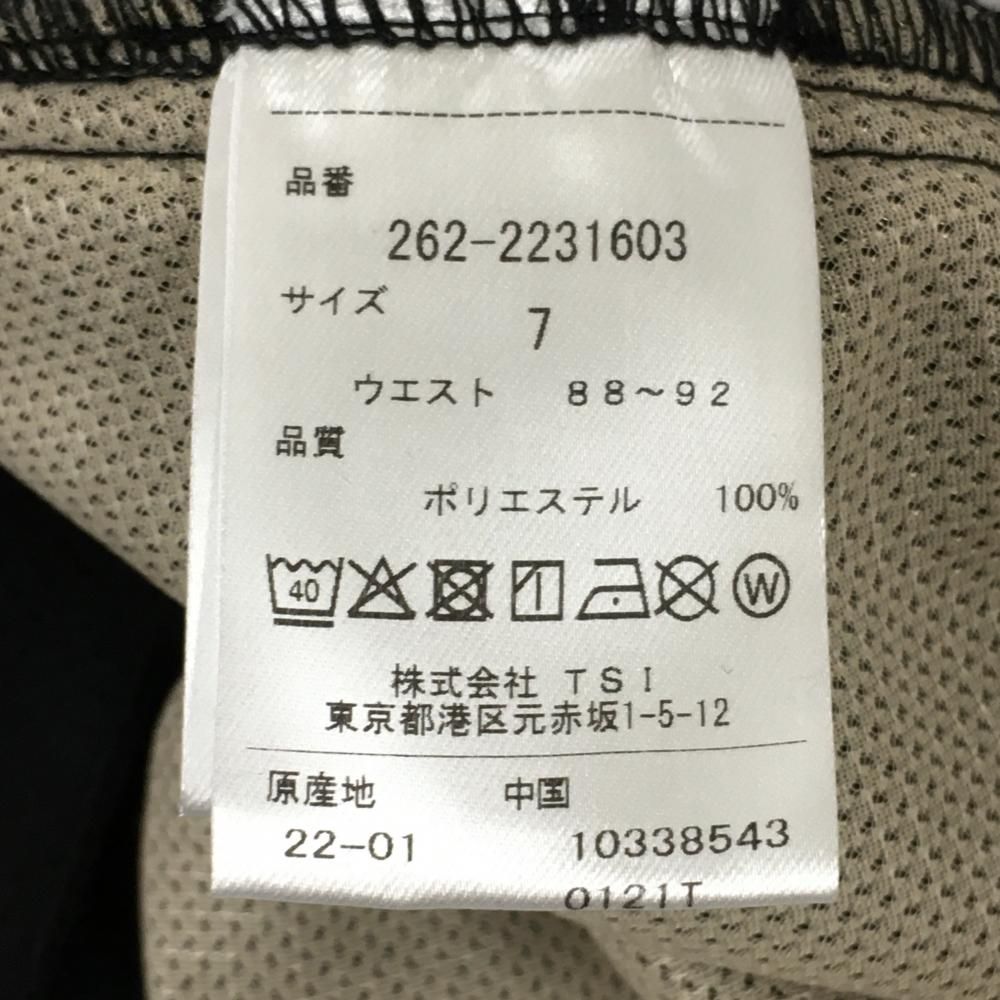 品番
262-2231603
サイズ
7
ウエスト 88~92
品質
ポリエステル 100%
40 W
株式会社 TSI
東京都港区元赤坂1-5-12
原産地 中国
22-01 10338543
0121T